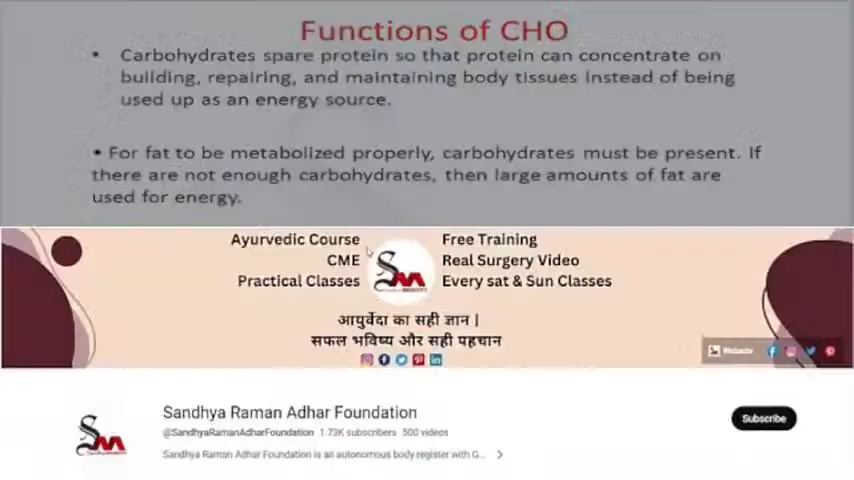 Functions of CHO
• Carbohydrates spare protein so that protein can concentrate on
building, repairing, and maintaining body tissues instead of being
used up as an energy source.
• For fat to be metabolized properly, carbohydrates must be present. If
there are not enough carbohydrates, then large amounts of fat are
used for energy.
Ayurvedic Course
CME
Practical Classes
Free Training
Real Surgery Video
Every sat & Sun Classes
आयुर्वेदा का सही ज्ञान |
सफल भविष्य और सही पहचान
Website
Sandhya Raman Adhar Foundation
@SandhyaRamanAdharFoundation 1.73K subscribers 500 videos
Sandhya Raman Adhar Foundation is an autonomous body register with G...
Subscribe